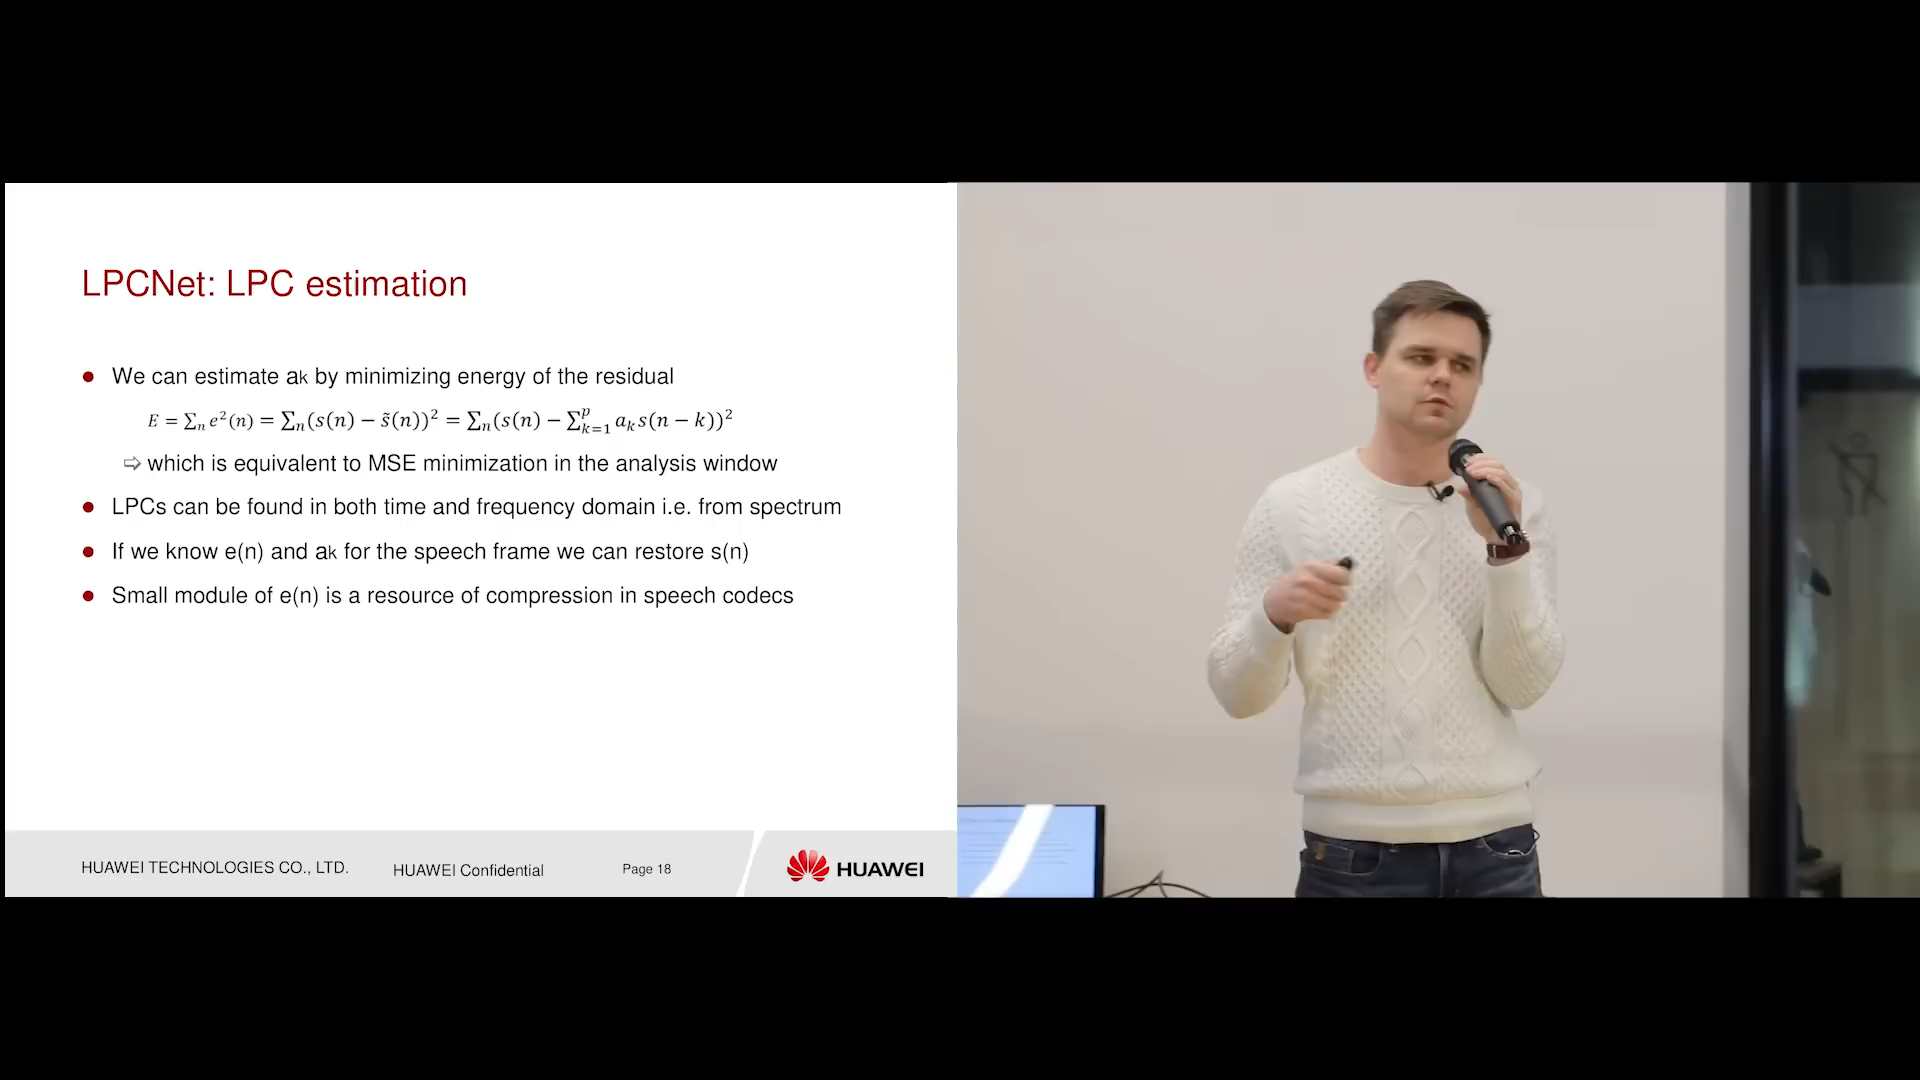 LPCNet: LPC estimation
● We can estimate ak by minimizing energy of the residual
E = ∑ₙ e²(n) = ∑ₙ(s(n) − s̃(n))² = ∑ₙ(s(n) − ∑ᵖₖ₌₁ aₖs(n − k))²
⇨ which is equivalent to MSE minimization in the analysis window
● LPCs can be found in both time and frequency domain i.e. from spectrum
● If we know e(n) and ak for the speech frame we can restore s(n)
● Small module of e(n) is a resource of compression in speech codecs
HUAWEI TECHNOLOGIES CO., LTD. HUAWEI Confidential Page 18 HUAWEI